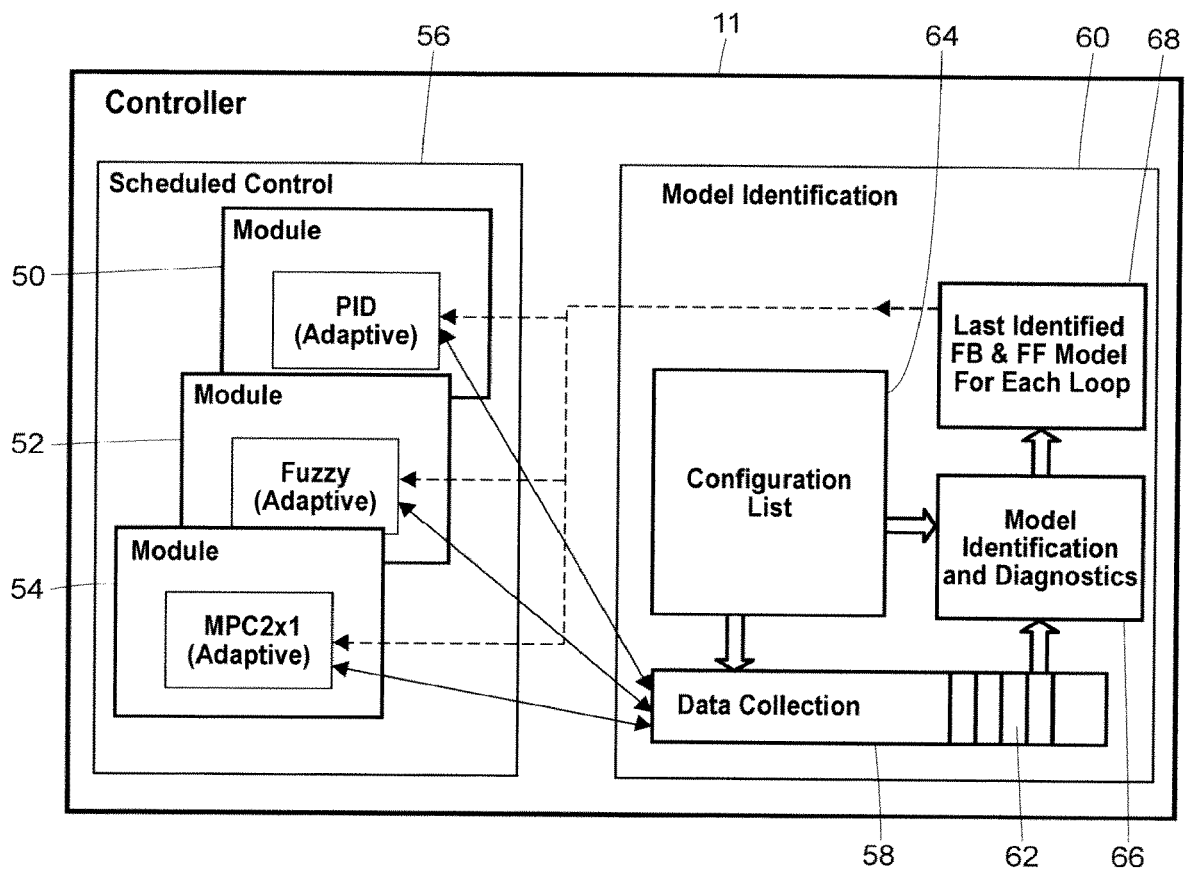 56
11
64
60
68
Controller
Scheduled Control
Model Identification
Module
50
PID
(Adaptive)
Last Identified
FB & FF Model
For Each Loop
Module
52
Fuzzy
(Adaptive)
Configuration
List
Model
Identification
and Diagnostics
Module
54
MPC2x1
(Adaptive)
Data Collection
58
62
66